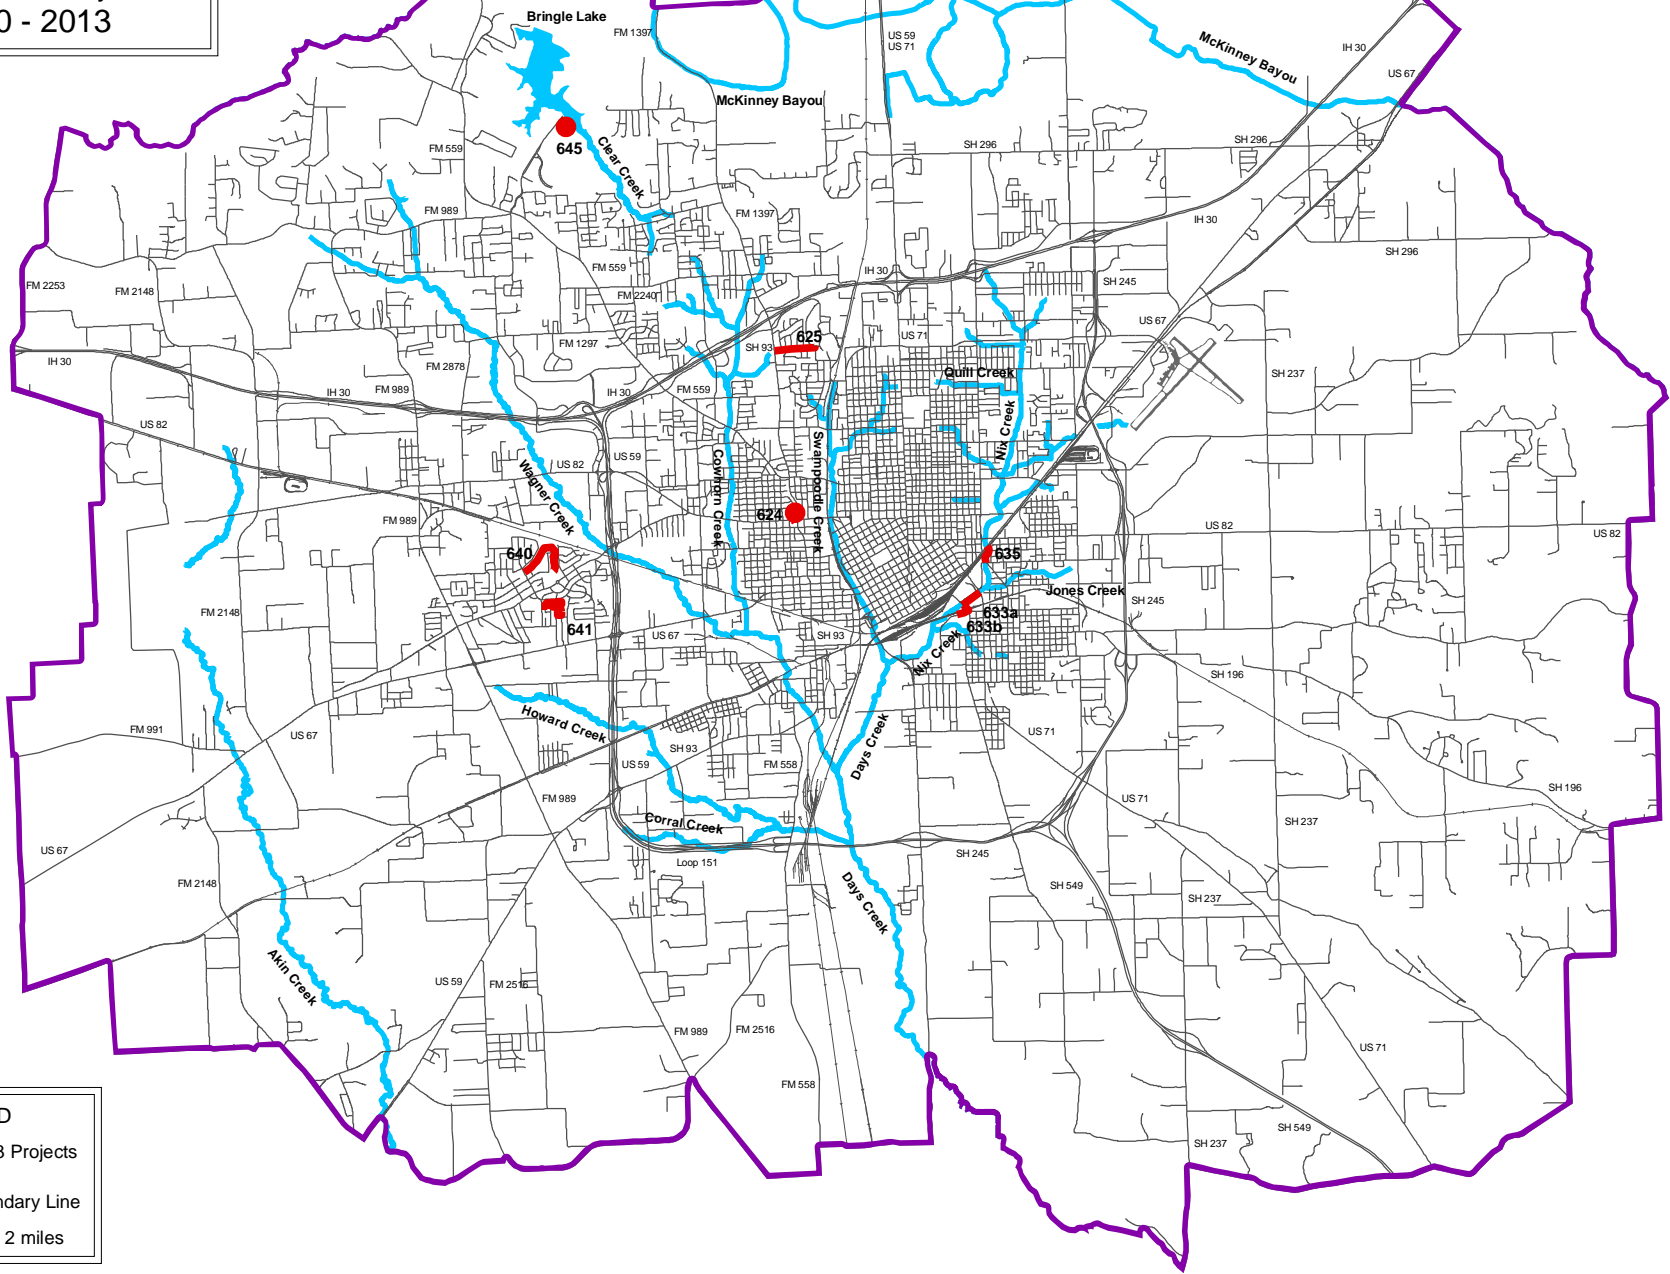 0 - 2013
Bringle Lake
FM 1397
US 59
US 71
McKinney Bayou
IH 30
US 67
McKinney Bayou
645
Clear Creek
FM 559
SH 296
SH 296
FM 989
FM 1397
IH 30
SH 296
FM 2253
FM 2148
FM 559
IH 30
SH 245
FM 2240
US 67
625
US 71
SH 93
FM 1297
IH 30
FM 2878
Quill Creek
SH 237
FM 989
IH 30
FM 559
US 82
Nix Creek
Swampoodle Creek
Cowhorn Creek
US 59
US 82
Wagner Creek
624
FM 989
US 82
US 82
640
635
Jones Creek
SH 245
FM 2148
633a
633b
641
US 67
SH 93
Nix Creek
SH 196
Howard Creek
FM 991
US 67
SH 93
US 71
Days Creek
US 59
FM 558
SH 196
FM 989
US 71
Corral Creek
SH 237
US 67
SH 245
Loop 151
FM 2148
SH 549
SH 237
Days Creek
Akin Creek
US 59
FM 2516
FM 989
FM 2516
US 71
FM 558
SH 549
SH 237
D
3 Projects
ndary Line
2 miles